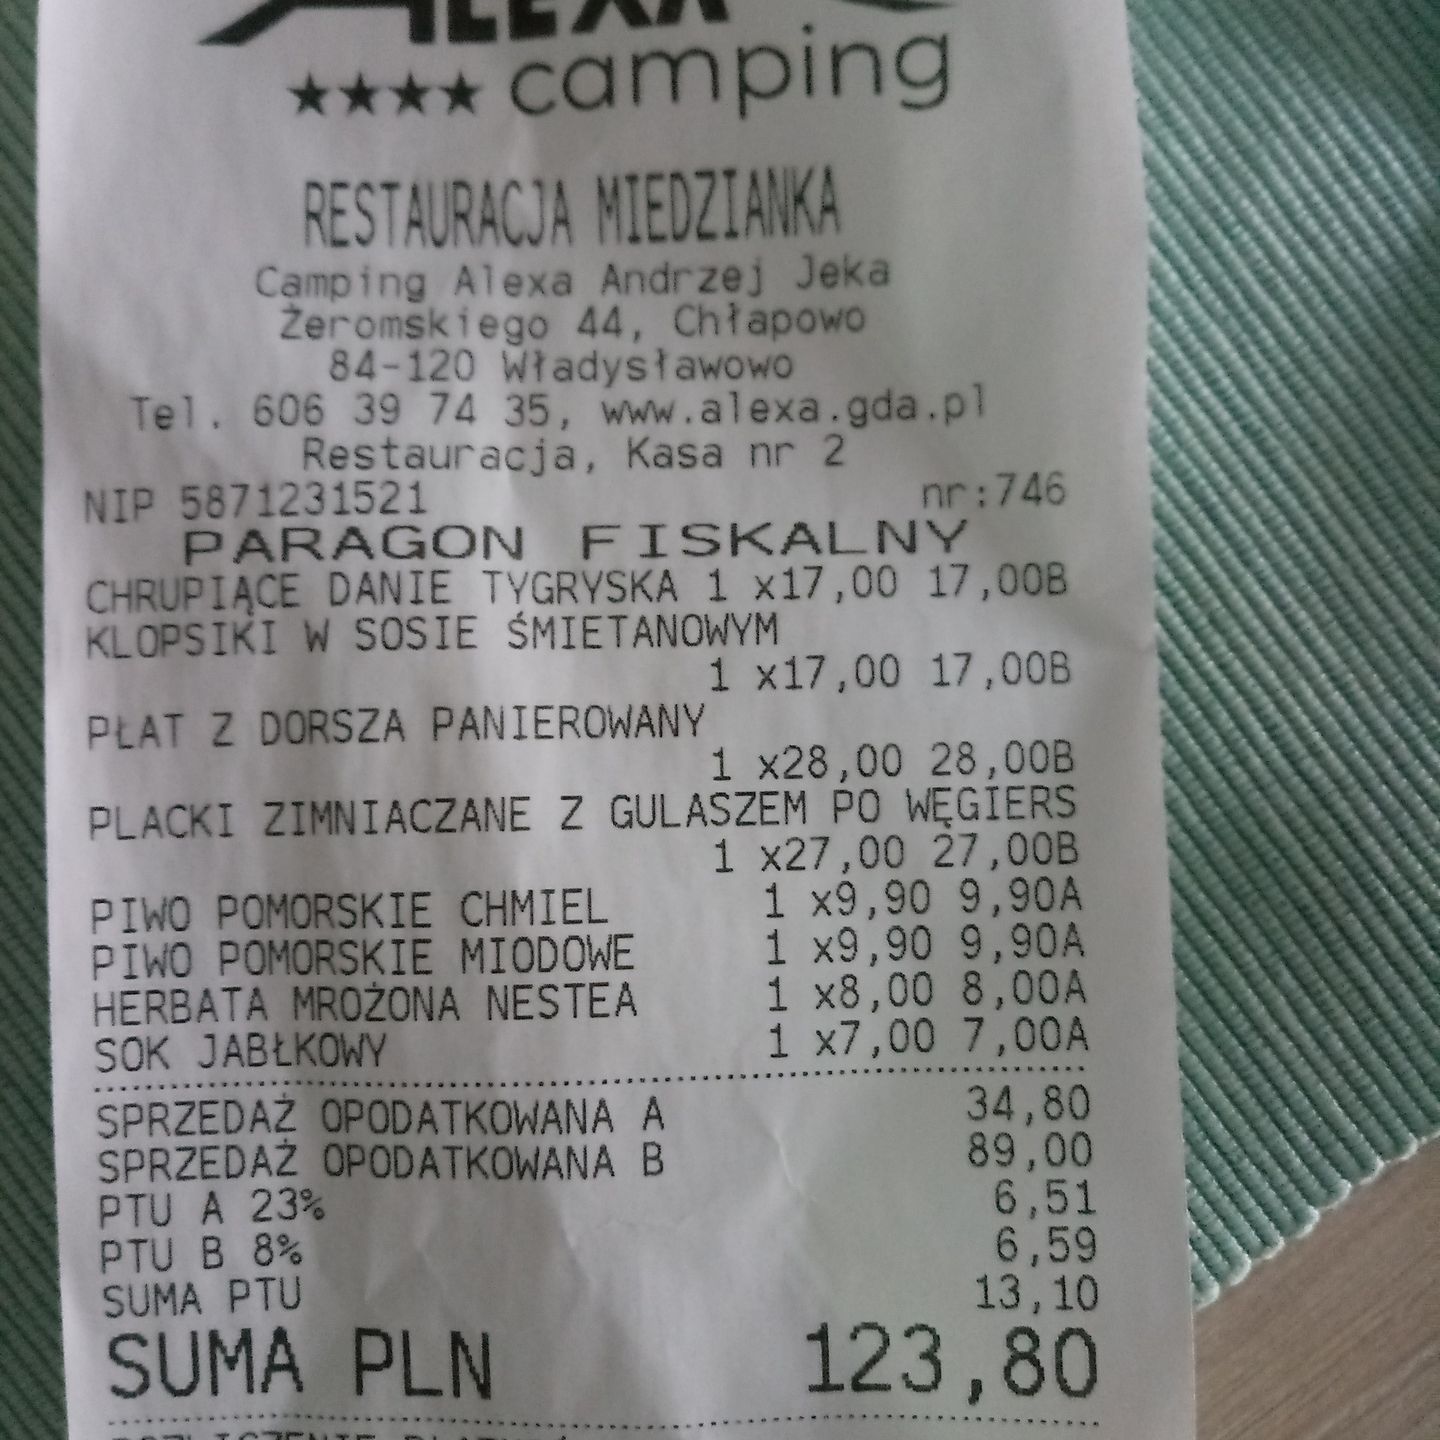 ALEXA
★★★★ camping
RESTAURACJA MIEDZIANKA
Camping Alexa Andrzej Jeka
Żeromskiego 44, Chłapowo
84-120 Władysławowo
Tel. 606 39 74 35, www.alexa.gda.pl
Restauracja, Kasa nr 2
NIP 5871231521 nr:746
PARAGON FISKALNY
CHRUPIĄCE DANIE TYGRYSKA 1 x17,00 17,00B
KLOPSIKI W SOSIE ŚMIETANOWYM
1 x17,00 17,00B
PŁAT Z DORSZA PANIEROWANY
1 x28,00 28,00B
PLACKI ZIMNIACZANE Z GULASZEM PO WĘGIERS
1 x27,00 27,00B
PIWO POMORSKIE CHMIEL 1 x9,90 9,90A
PIWO POMORSKIE MIODOWE 1 x9,90 9,90A
HERBATA MROŻONA NESTEA 1 x8,00 8,00A
SOK JABŁKOWY 1 x7,00 7,00A
SPRZEDAŻ OPODATKOWANA A 34,80
SPRZEDAŻ OPODATKOWANA B 89,00
PTU A 23% 6,51
PTU B 8% 6,59
SUMA PTU 13,10
SUMA PLN 123,80